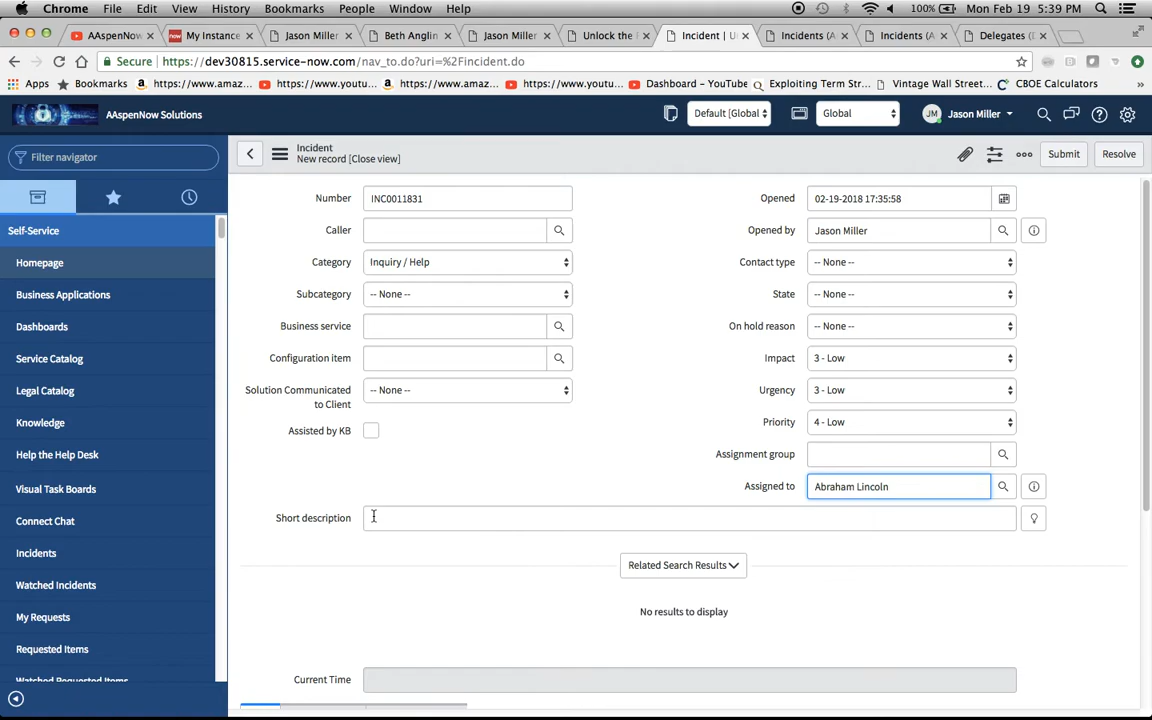 Chrome File Edit View History Bookmarks People Window Help 100% Mon Feb 19 5:39 PM
AAspenNow My Instance Jason Miller Beth Anglin Jason Miller Unlock the Incident | U Incidents (A Incidents (A Delegates (D
Secure https://dev30815.service-now.com/nav_to.do?uri=%2Fincident.do
Apps Bookmarks https://www.amaz... https://www.youtu... https://www.amaz... https://www.youtu... Dashboard – YouTube Exploiting Term Str... Vintage Wall Street... CBOE Calculators »
AAspenNow Solutions Default [Global Global JM Jason Miller
Filter navigator
Incident
New record [Close view]
Submit Resolve
Self-Service
Homepage
Business Applications
Dashboards
Service Catalog
Legal Catalog
Knowledge
Help the Help Desk
Visual Task Boards
Connect Chat
Incidents
Watched Incidents
My Requests
Requested Items
Watched Requested Items
Number INC0011831
Caller
Category Inquiry / Help
Subcategory -- None --
Business service
Configuration item
Solution Communicated
to Client -- None --
Assisted by KB
Opened 02-19-2018 17:35:58
Opened by Jason Miller
Contact type -- None --
State -- None --
On hold reason -- None --
Impact 3 - Low
Urgency 3 - Low
Priority 4 - Low
Assignment group
Assigned to Abraham Lincoln
Short description
Related Search Results
No results to display
Current Time